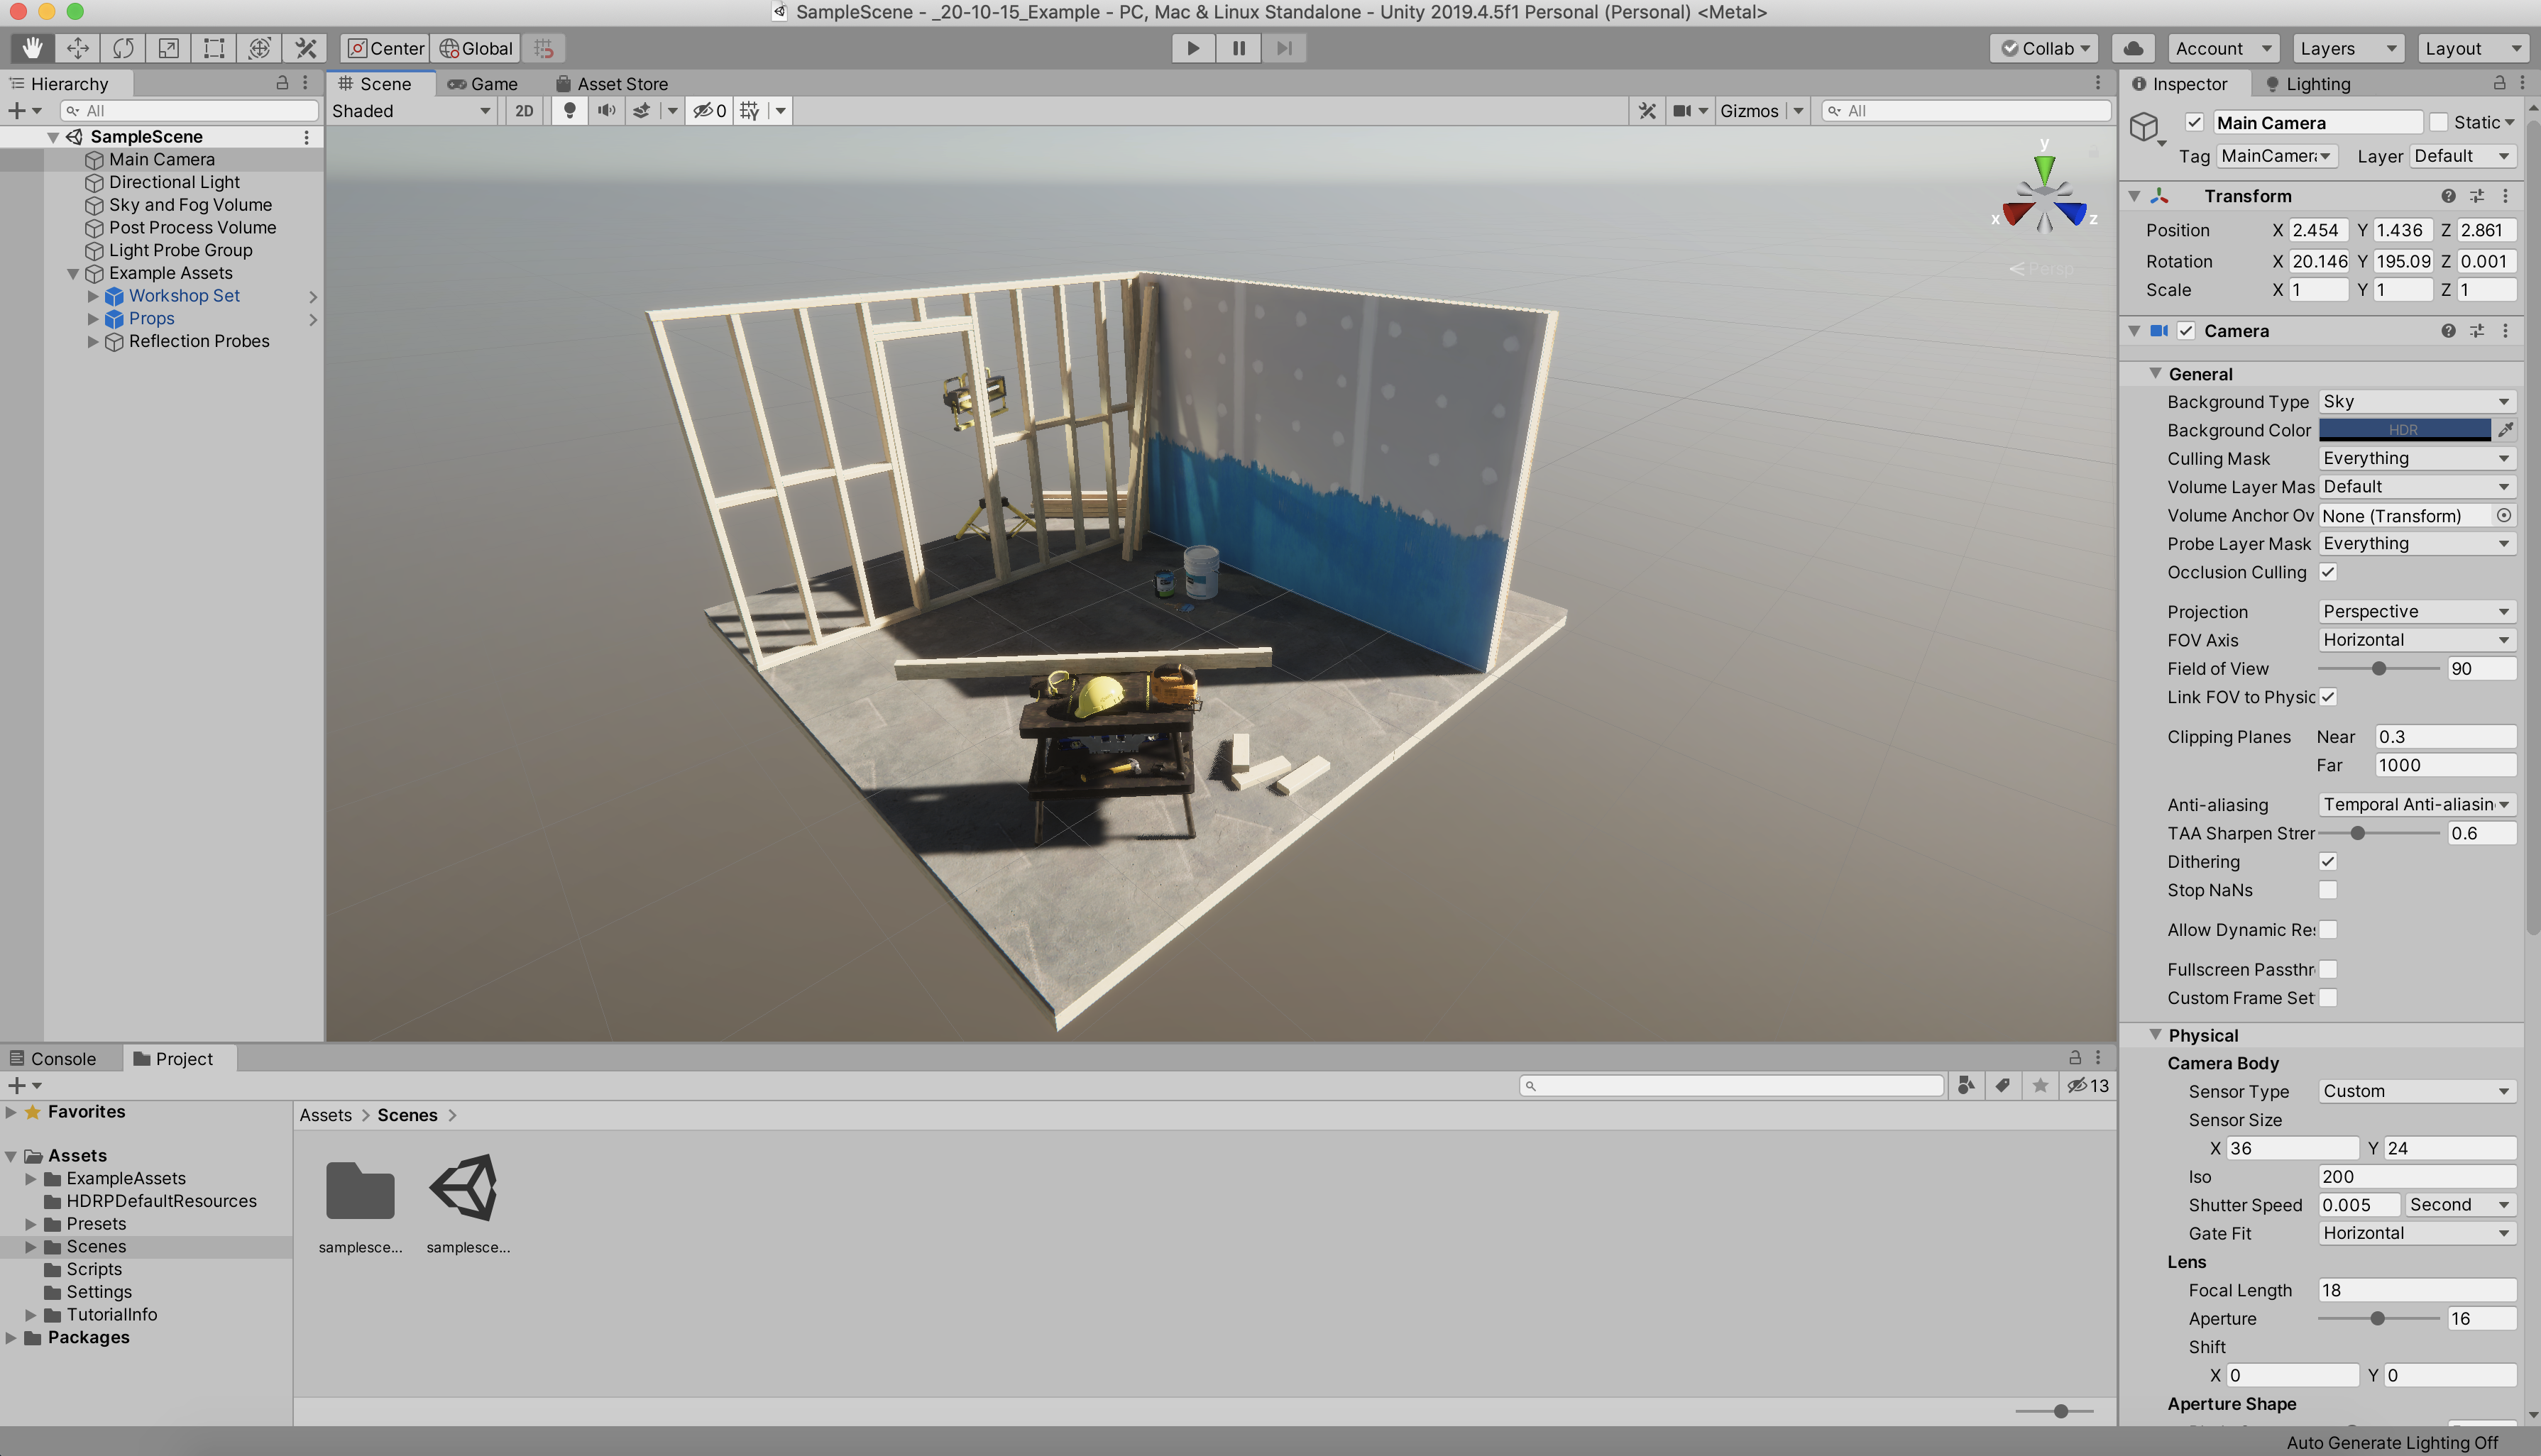 SampleScene - _20-10-15_Example - PC, Mac & Linux Standalone - Unity 2019.4.5f1 Personal (Personal) <Metal>
Center Global Collab Account Layers Layout
Hierarchy
All
SampleScene
Main Camera
Directional Light
Sky and Fog Volume
Post Process Volume
Light Probe Group
Example Assets
Workshop Set
Props
Reflection Probes
Scene Game Asset Store
Shaded 2D 0 Gizmos All
y
x z
Persp
Inspector Lighting
Main Camera Static
Tag MainCamera Layer Default
Transform
Position X 2.454 Y 1.436 Z 2.861
Rotation X 20.146 Y 195.09 Z 0.001
Scale X 1 Y 1 Z 1
Camera
General
Background Type Sky
Background Color HDR
Culling Mask Everything
Volume Layer Mas Default
Volume Anchor Ov None (Transform)
Probe Layer Mask Everything
Occlusion Culling
Projection Perspective
FOV Axis Horizontal
Field of View 90
Link FOV to Physic
Clipping Planes Near 0.3
Far 1000
Anti-aliasing Temporal Anti-aliasin
TAA Sharpen Strer 0.6
Dithering
Stop NaNs
Allow Dynamic Res
Fullscreen Passthr
Custom Frame Set
Physical
Camera Body
Sensor Type Custom
Sensor Size
X 36 Y 24
Iso 200
Shutter Speed 0.005 Second
Gate Fit Horizontal
Lens
Focal Length 18
Aperture 16
Shift
X 0 Y 0
Aperture Shape
Console Project
13
Favorites
Assets
ExampleAssets
HDRPDefaultResources
Presets
Scenes
Scripts
Settings
TutorialInfo
Packages
Assets > Scenes >
samplesce... samplesce...
Auto Generate Lighting Off